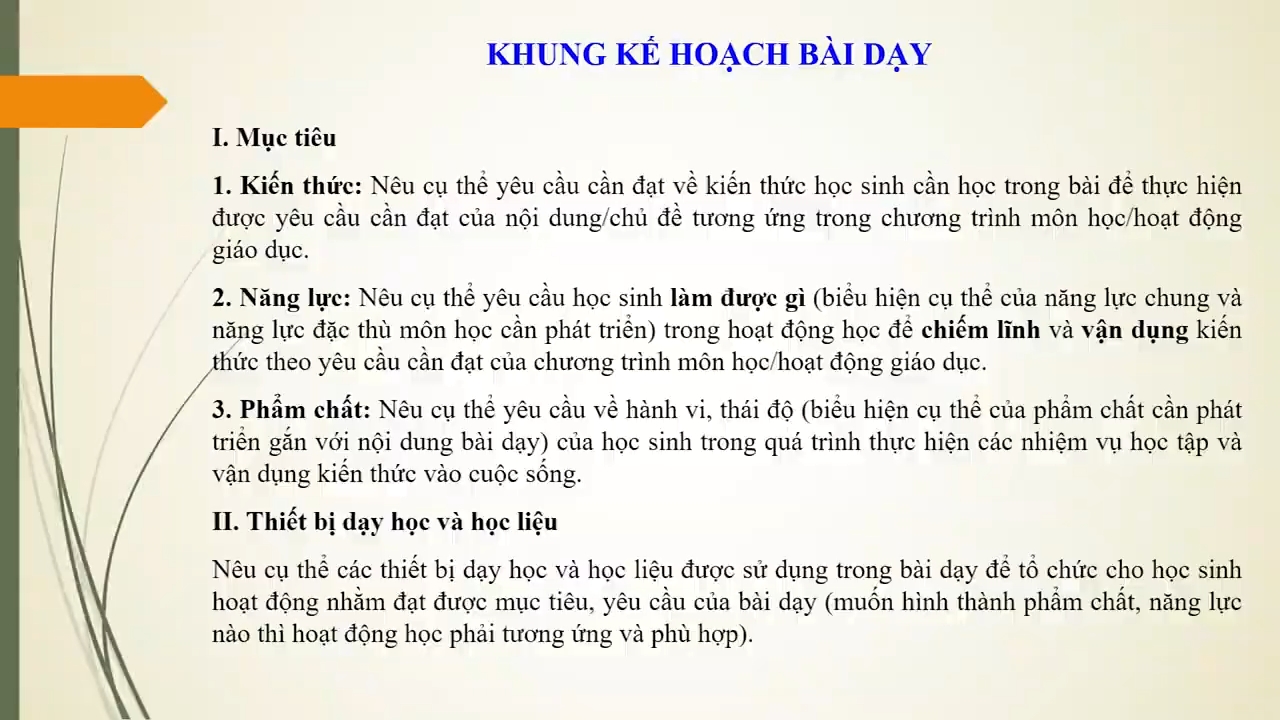 KHUNG KẾ HOẠCH BÀI DẠY
I. Mục tiêu
1. Kiến thức: Nêu cụ thể yêu cầu cần đạt về kiến thức học sinh cần học trong bài để thực hiện
được yêu cầu cần đạt của nội dung/chủ đề tương ứng trong chương trình môn học/hoạt động
giáo dục.
2. Năng lực: Nêu cụ thể yêu cầu học sinh làm được gì (biểu hiện cụ thể của năng lực chung và
năng lực đặc thù môn học cần phát triển) trong hoạt động học để chiếm lĩnh và vận dụng kiến
thức theo yêu cầu cần đạt của chương trình môn học/hoạt động giáo dục.
3. Phẩm chất: Nêu cụ thể yêu cầu về hành vi, thái độ (biểu hiện cụ thể của phẩm chất cần phát
triển gắn với nội dung bài dạy) của học sinh trong quá trình thực hiện các nhiệm vụ học tập và
vận dụng kiến thức vào cuộc sống.
II. Thiết bị dạy học và học liệu
Nêu cụ thể các thiết bị dạy học và học liệu được sử dụng trong bài dạy để tổ chức cho học sinh
hoạt động nhằm đạt được mục tiêu, yêu cầu của bài dạy (muốn hình thành phẩm chất, năng lực
nào thì hoạt động học phải tương ứng và phù hợp).